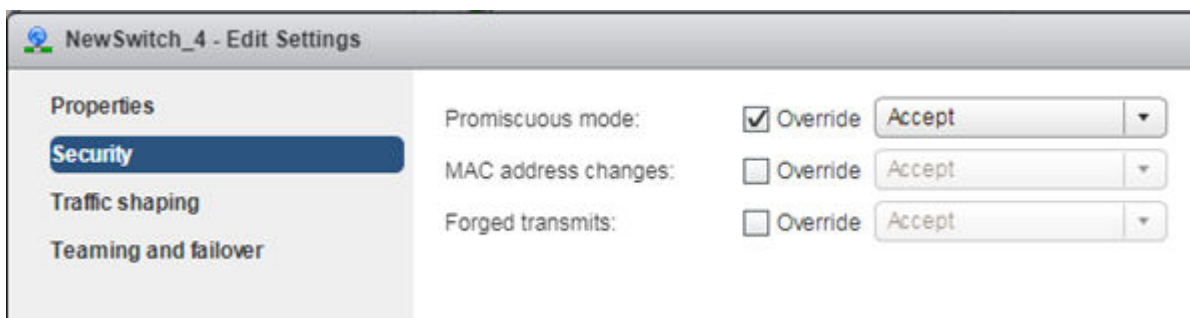 NewSwitch_4 - Edit Settings
Properties
Security
Traffic shaping
Teaming and failover
Promiscuous mode: Override Accept
MAC address changes: Override Accept
Forged transmits: Override Accept